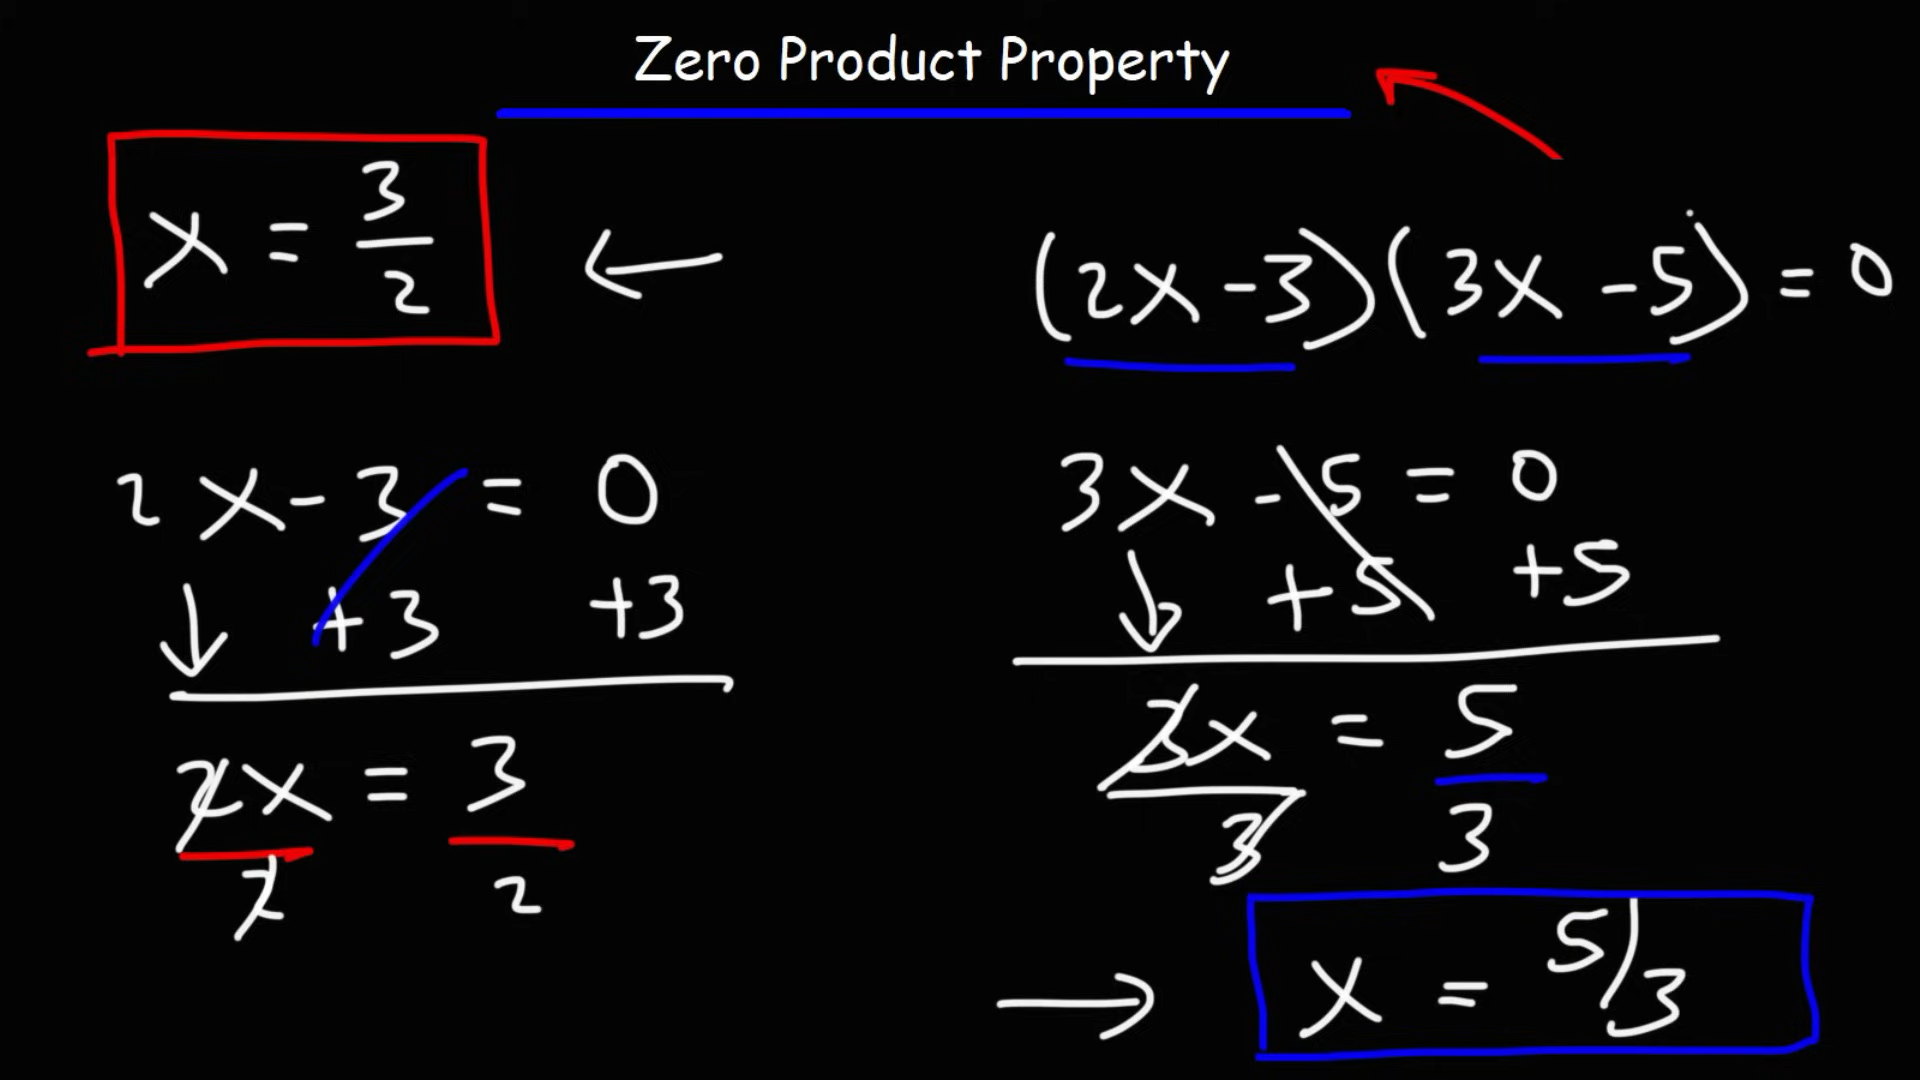 Zero Product Property
x = 3/2
(2x - 3)(3x - 5) = 0
2x - 3 = 0
+3 +3
2x = 3
2 2
3x - 5 = 0
+5 +5
3x = 5
3 3
x = 5/3